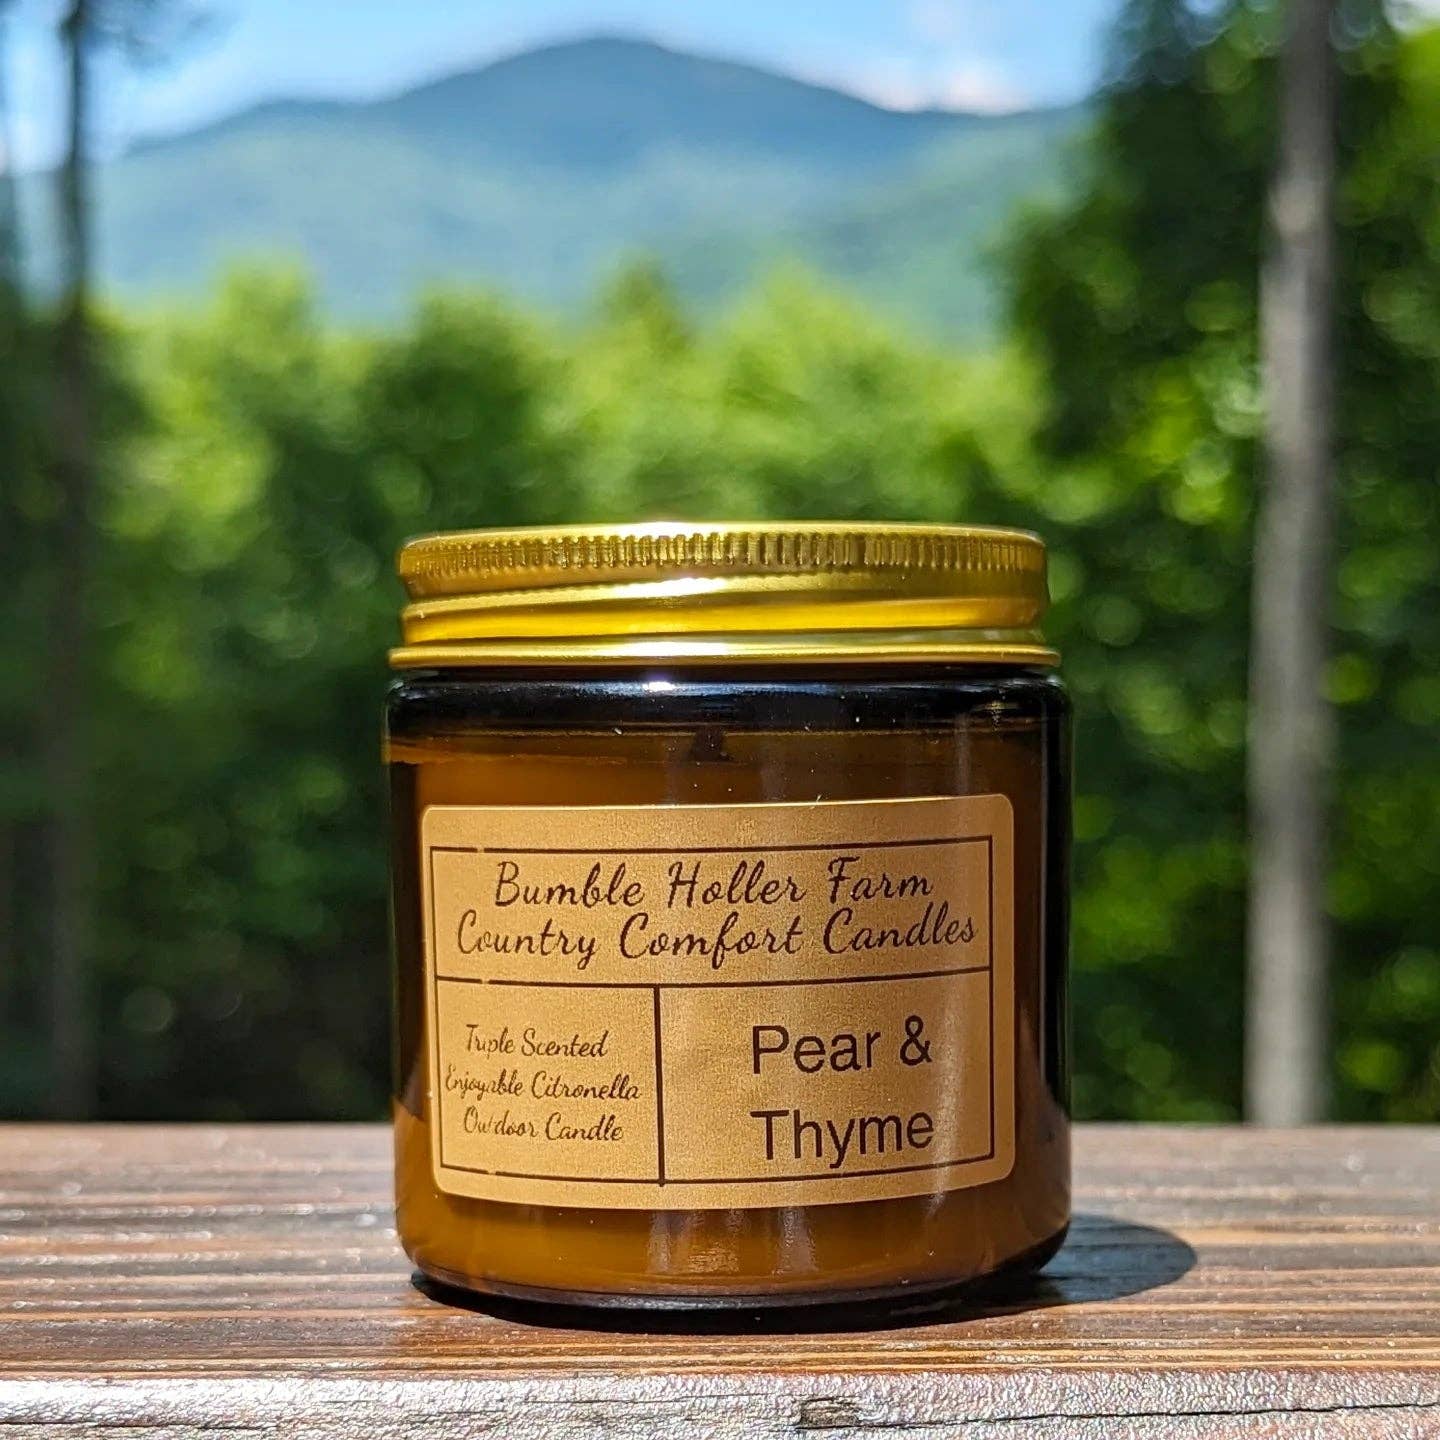 Bumble Holler Farm
Country Comfort Candles
Triple Scented
Enjoyable Citronella
Outdoor Candle
Pear &
Thyme